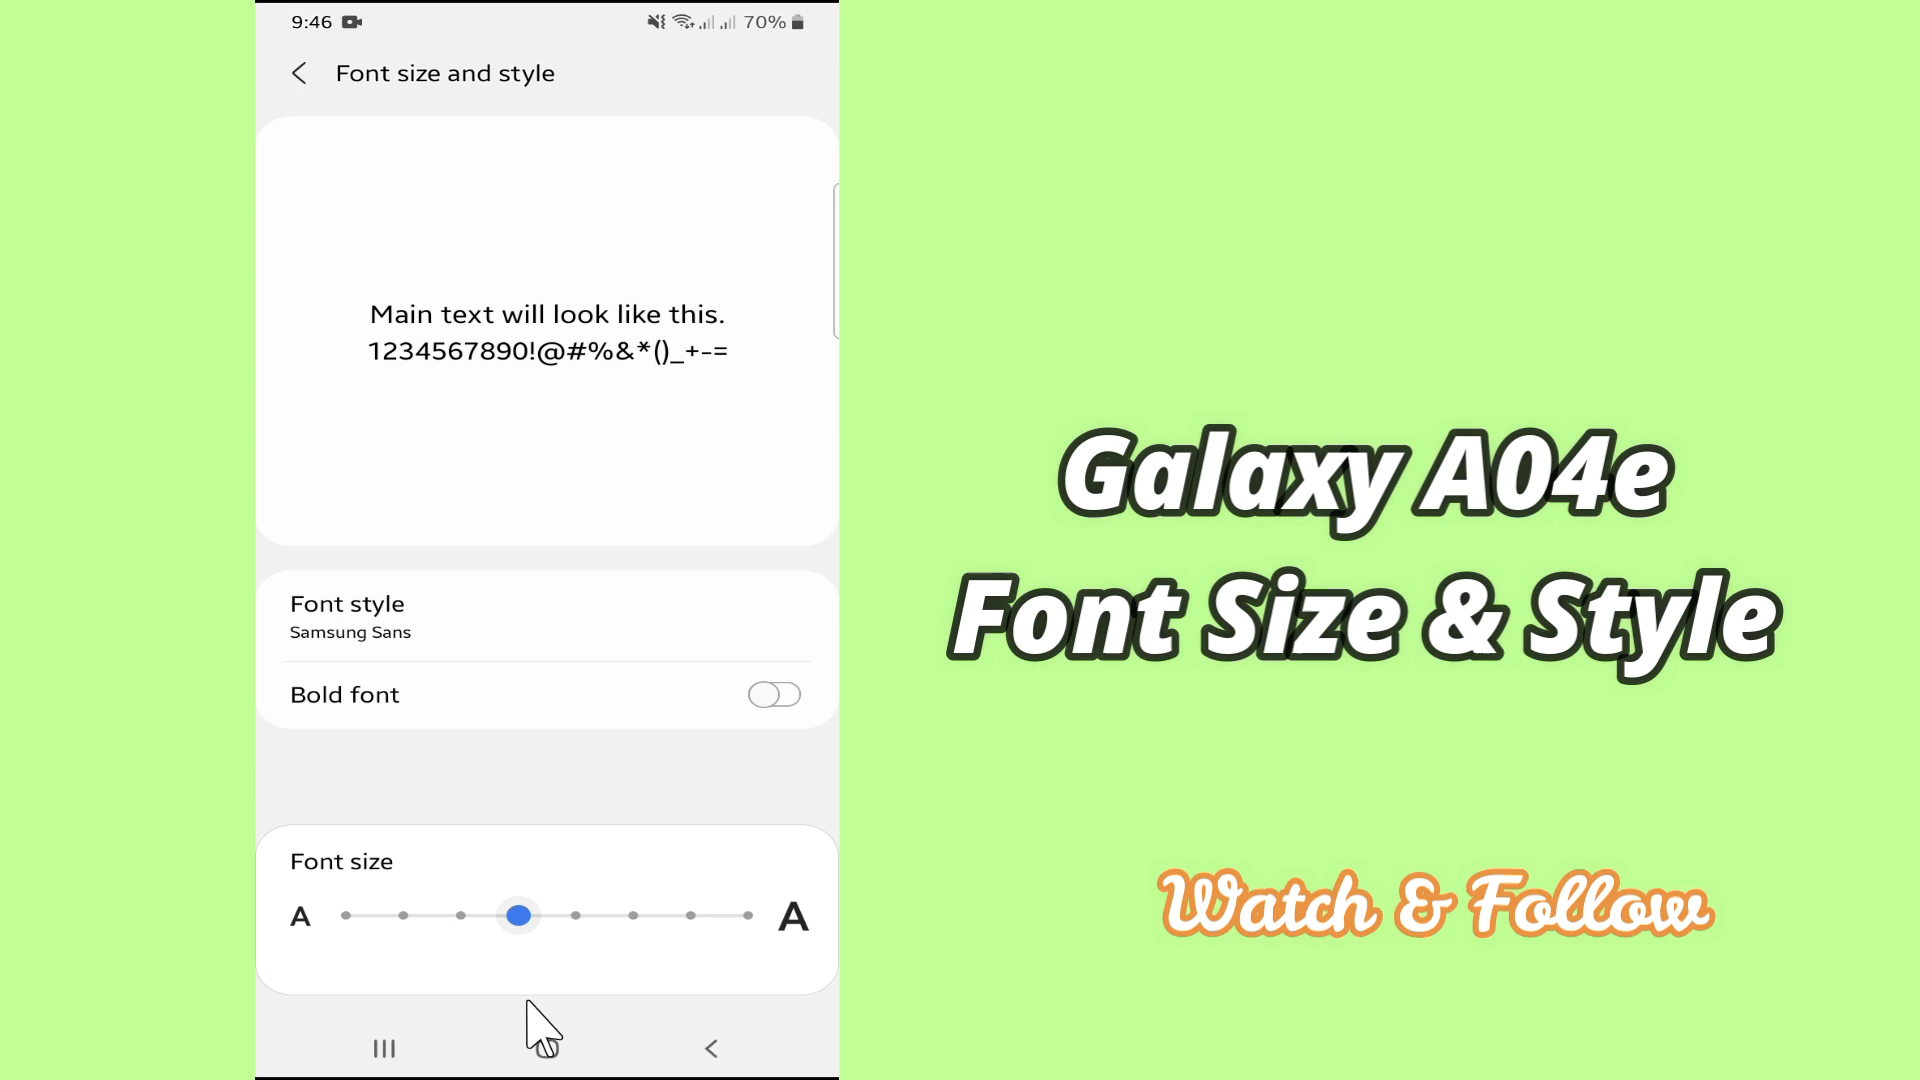 9:46 70%
Font size and style
Main text will look like this.
1234567890!@#%&*()_+-=
Font style
Samsung Sans
Bold font
Font size
A A
Galaxy A04e
Font Size & Style
Watch & Follow